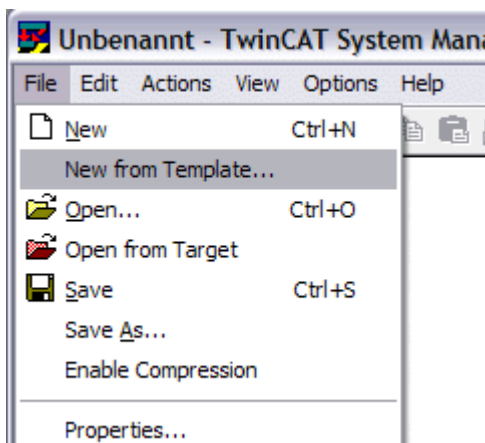 Unbenannt - TwinCAT System Mana
File Edit Actions View Options Help
New Ctrl+N
New from Template...
Open... Ctrl+O
Open from Target
Save Ctrl+S
Save As...
Enable Compression
Properties...